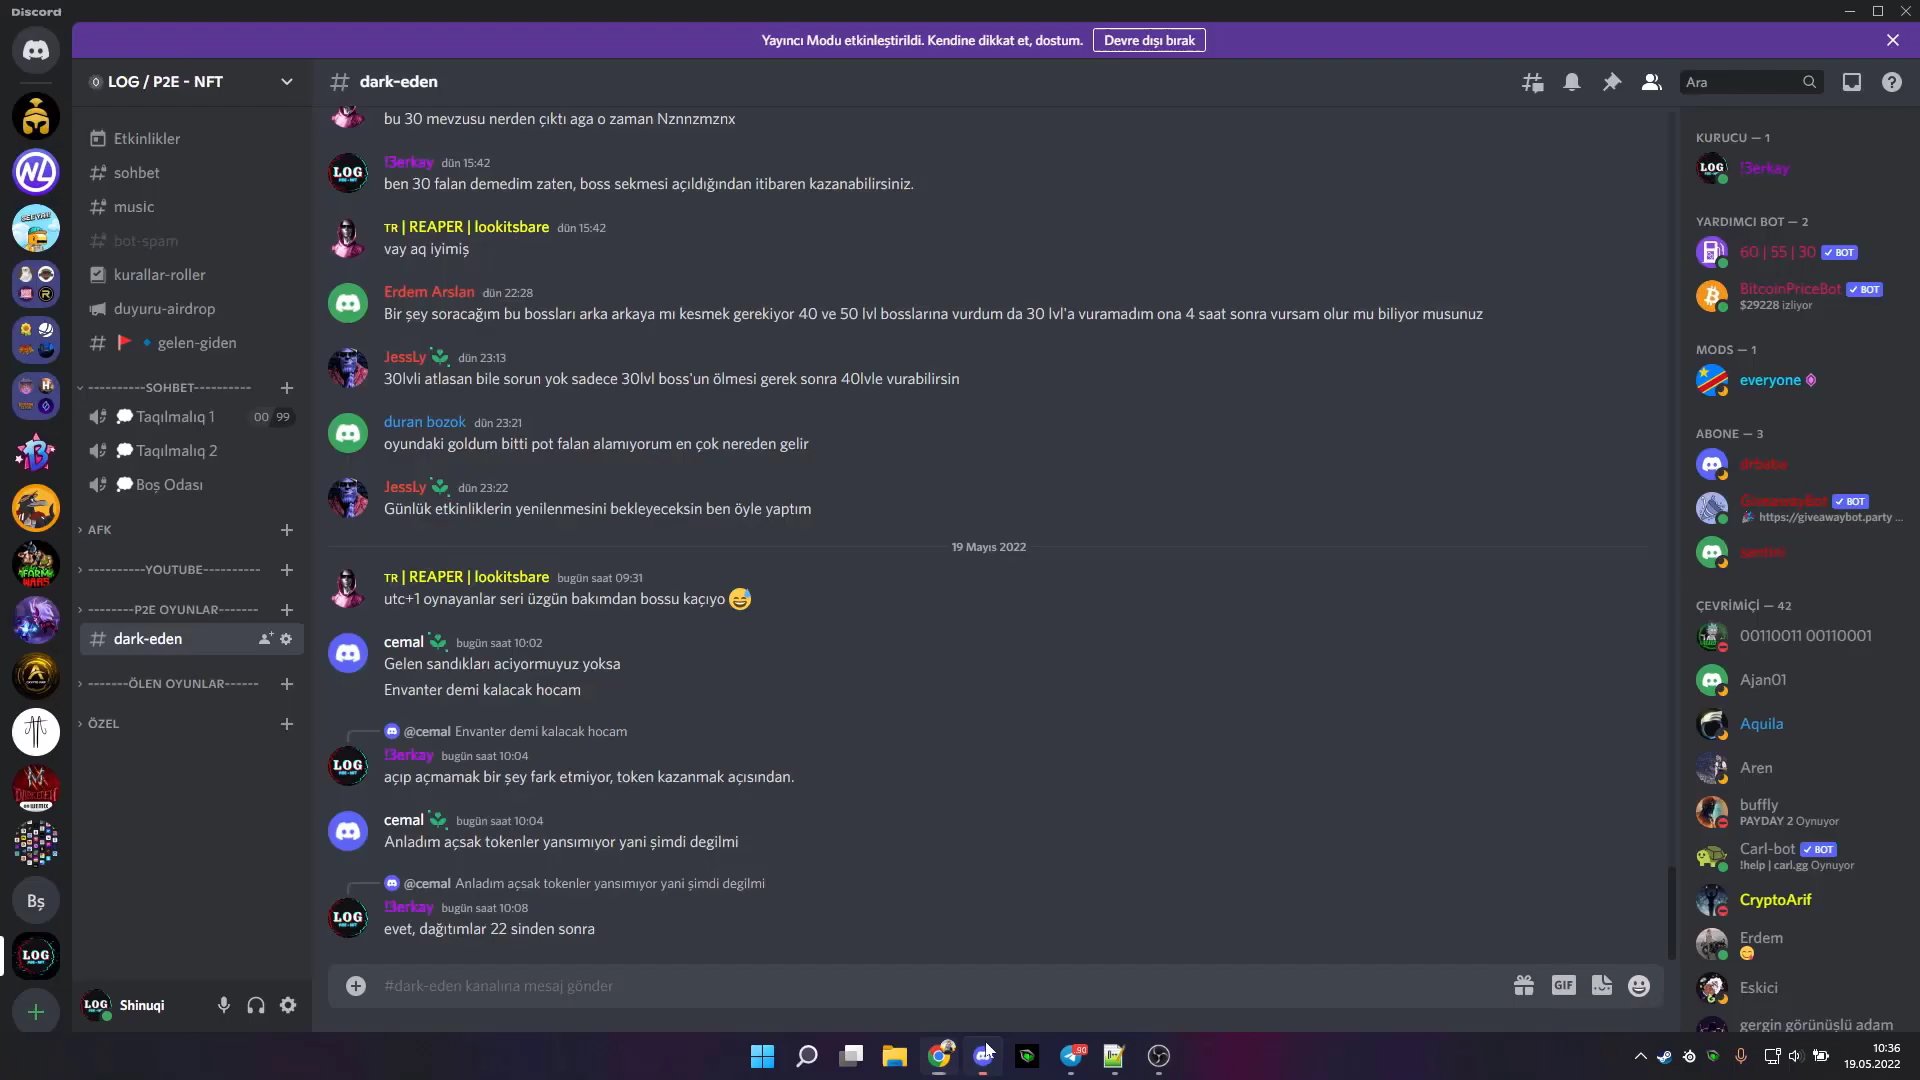 Discord
Yayıncı Modu etkinleştirildi. Kendine dikkat et, dostum.
Devre dışı bırak
LOG / P2E - NFT
dark-eden
Ara
Etkinlikler
sohbet
music
bot-spam
kurallar-roller
duyuru-airdrop
gelen-giden
----------SOHBET----------
Taqılmalıq 1
00 99
Taqılmalıq 2
Boş Odası
AFK
----------YOUTUBE----------
--------P2E OYUNLAR-------
dark-eden
-------ÖLEN OYUNLAR------
ÖZEL
Bş
LOG
Shinuqi
bu 30 mevzusu nerden çıktı aga o zaman Nznnzmznx
!3erkay dün 15:42
ben 30 falan demedim zaten, boss sekmesi açıldığından itibaren kazanabilirsiniz.
TR | REAPER | lookitsbare dün 15:42
vay aq iyimiş
Erdem Arslan dün 22:28
Bir şey soracağım bu bossları arka arkaya mı kesmek gerekiyor 40 ve 50 lvl bosslarına vurdum da 30 lvl'a vuramadım ona 4 saat sonra vursam olur mu biliyor musunuz
JessLy dün 23:13
30lvli atlasan bile sorun yok sadece 30lvl boss'un ölmesi gerek sonra 40lvle vurabilirsin
duran bozok dün 23:21
oyundaki goldum bitti pot falan alamıyorum en çok nereden gelir
JessLy dün 23:22
Günlük etkinliklerin yenilenmesini bekleyeceksin ben öyle yaptım
19 Mayıs 2022
TR | REAPER | lookitsbare bugün saat 09:31
utc+1 oynayanlar seri üzgün bakımdan bossu kaçıyo
cemal bugün saat 10:02
Gelen sandıkları aciyormuyuz yoksa
Envanter demi kalacak hocam
@cemal Envanter demi kalacak hocam
!3erkay bugün saat 10:04
açıp açmamak bir şey fark etmiyor, token kazanmak açısından.
cemal bugün saat 10:04
Anladım açsak tokenler yansımıyor yani şimdi degilmi
@cemal Anladım açsak tokenler yansımıyor yani şimdi degilmi
!3erkay bugün saat 10:08
evet, dağıtımlar 22 sinden sonra
#dark-eden kanalına mesaj gönder
GIF
KURUCU — 1
!3erkay
YARDIMCI BOT — 2
60 | 55 | 30 BOT
BitcoinPriceBot BOT
$29228 izliyor
MODS — 1
everyone
ABONE — 3
drbabu
GiveawayBot BOT
https://giveawaybot.party ...
ÇEVRİMİÇİ — 42
00110011 00110001
Ajan01
Aquila
Aren
buffly
PAYDAY 2 Oynuyor
Carl-bot BOT
!help | carl.gg Oynuyor
CryptoArif
Erdem
Eskici
gergin görünüşlü adam
90
10:36
19.05.2022